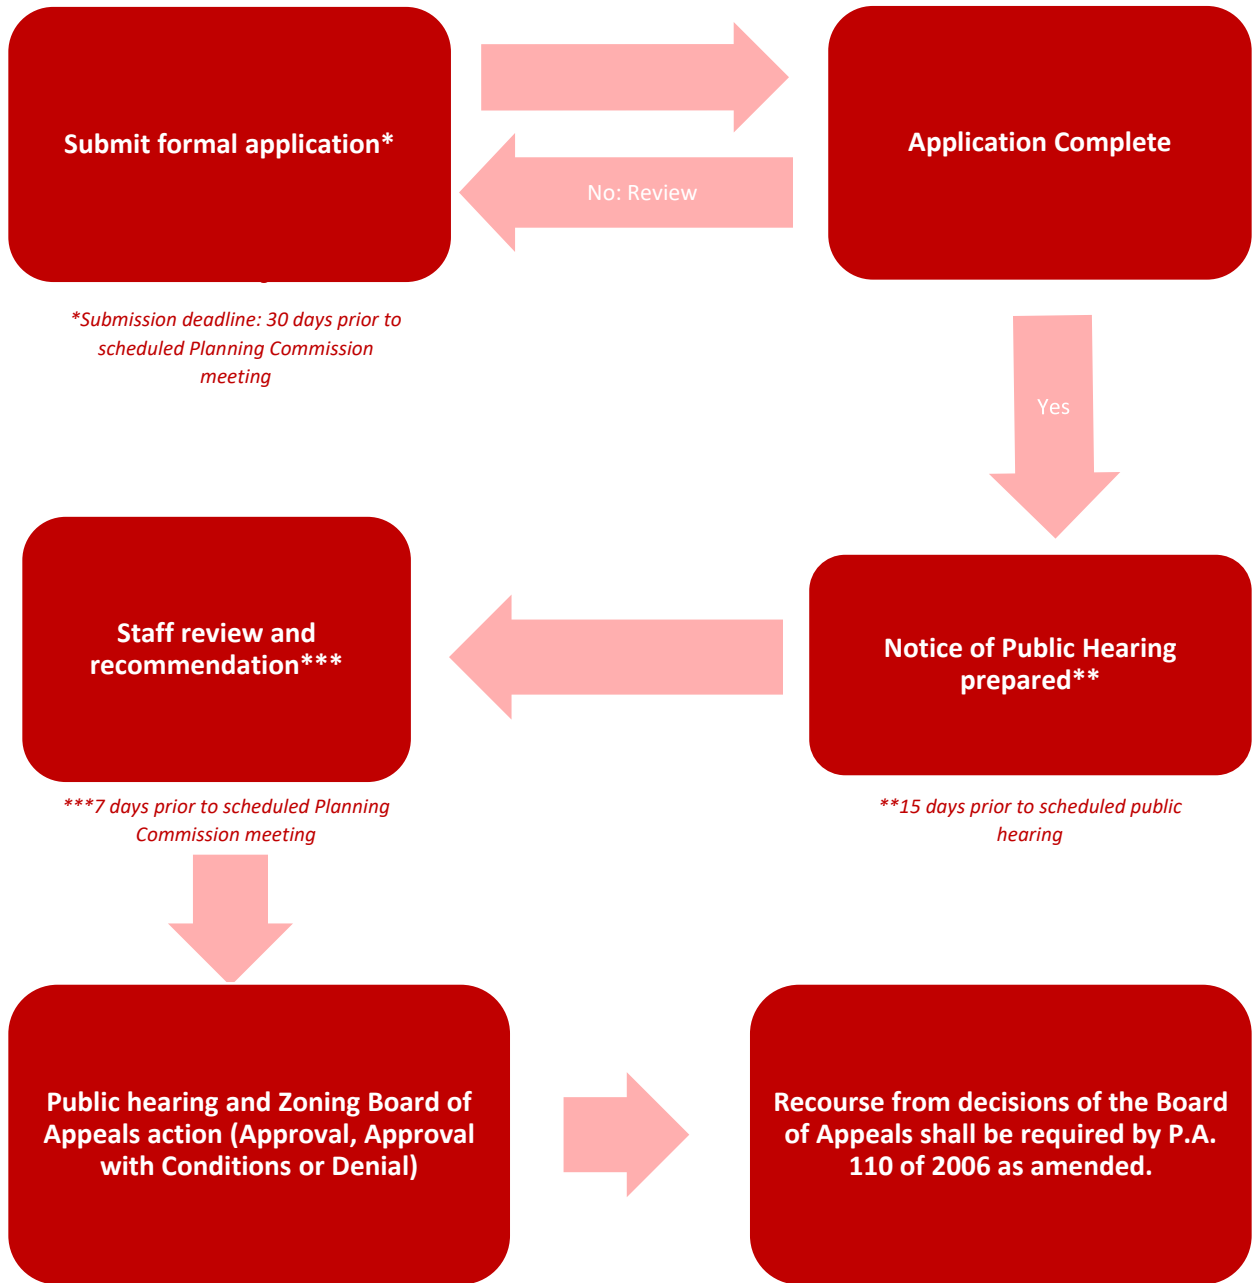 Submit formal application*
Application Complete
No: Review
*Submission deadline: 30 days prior to
scheduled Planning Commission
meeting
Yes
Staff review and
recommendation***
Notice of Public Hearing
prepared**
***7 days prior to scheduled Planning
Commission meeting
**15 days prior to scheduled public
hearing
Public hearing and Zoning Board of
Appeals action (Approval, Approval
with Conditions or Denial)
Recourse from decisions of the Board
of Appeals shall be required by P.A.
110 of 2006 as amended.